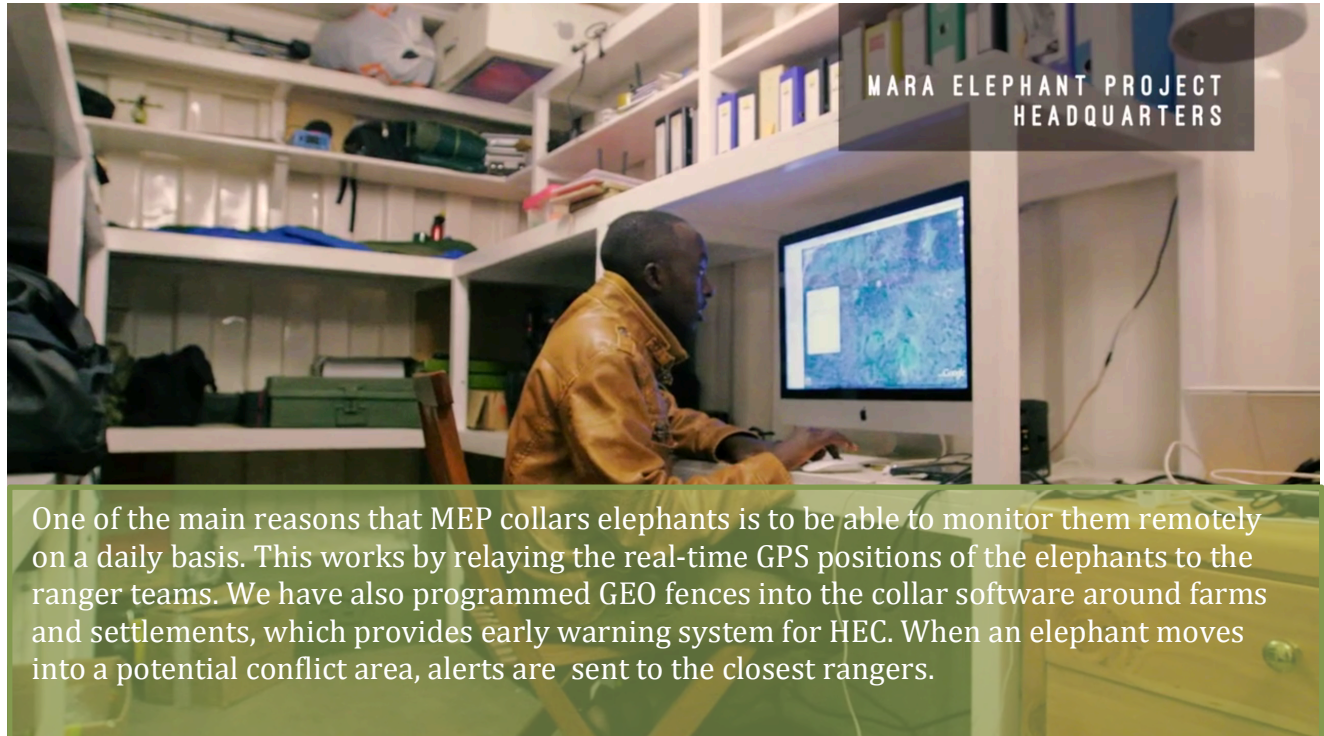 MARA ELEPHANT PROJECT
HEADQUARTERS
One of the main reasons that MEP collars elephants is to be able to monitor them remotely
on a daily basis. This works by relaying the real-time GPS positions of the elephants to the
ranger teams. We have also programmed GEO fences into the collar software around farms
and settlements, which provides early warning system for HEC. When an elephant moves
into a potential conflict area, alerts are  sent to the closest rangers.
Google